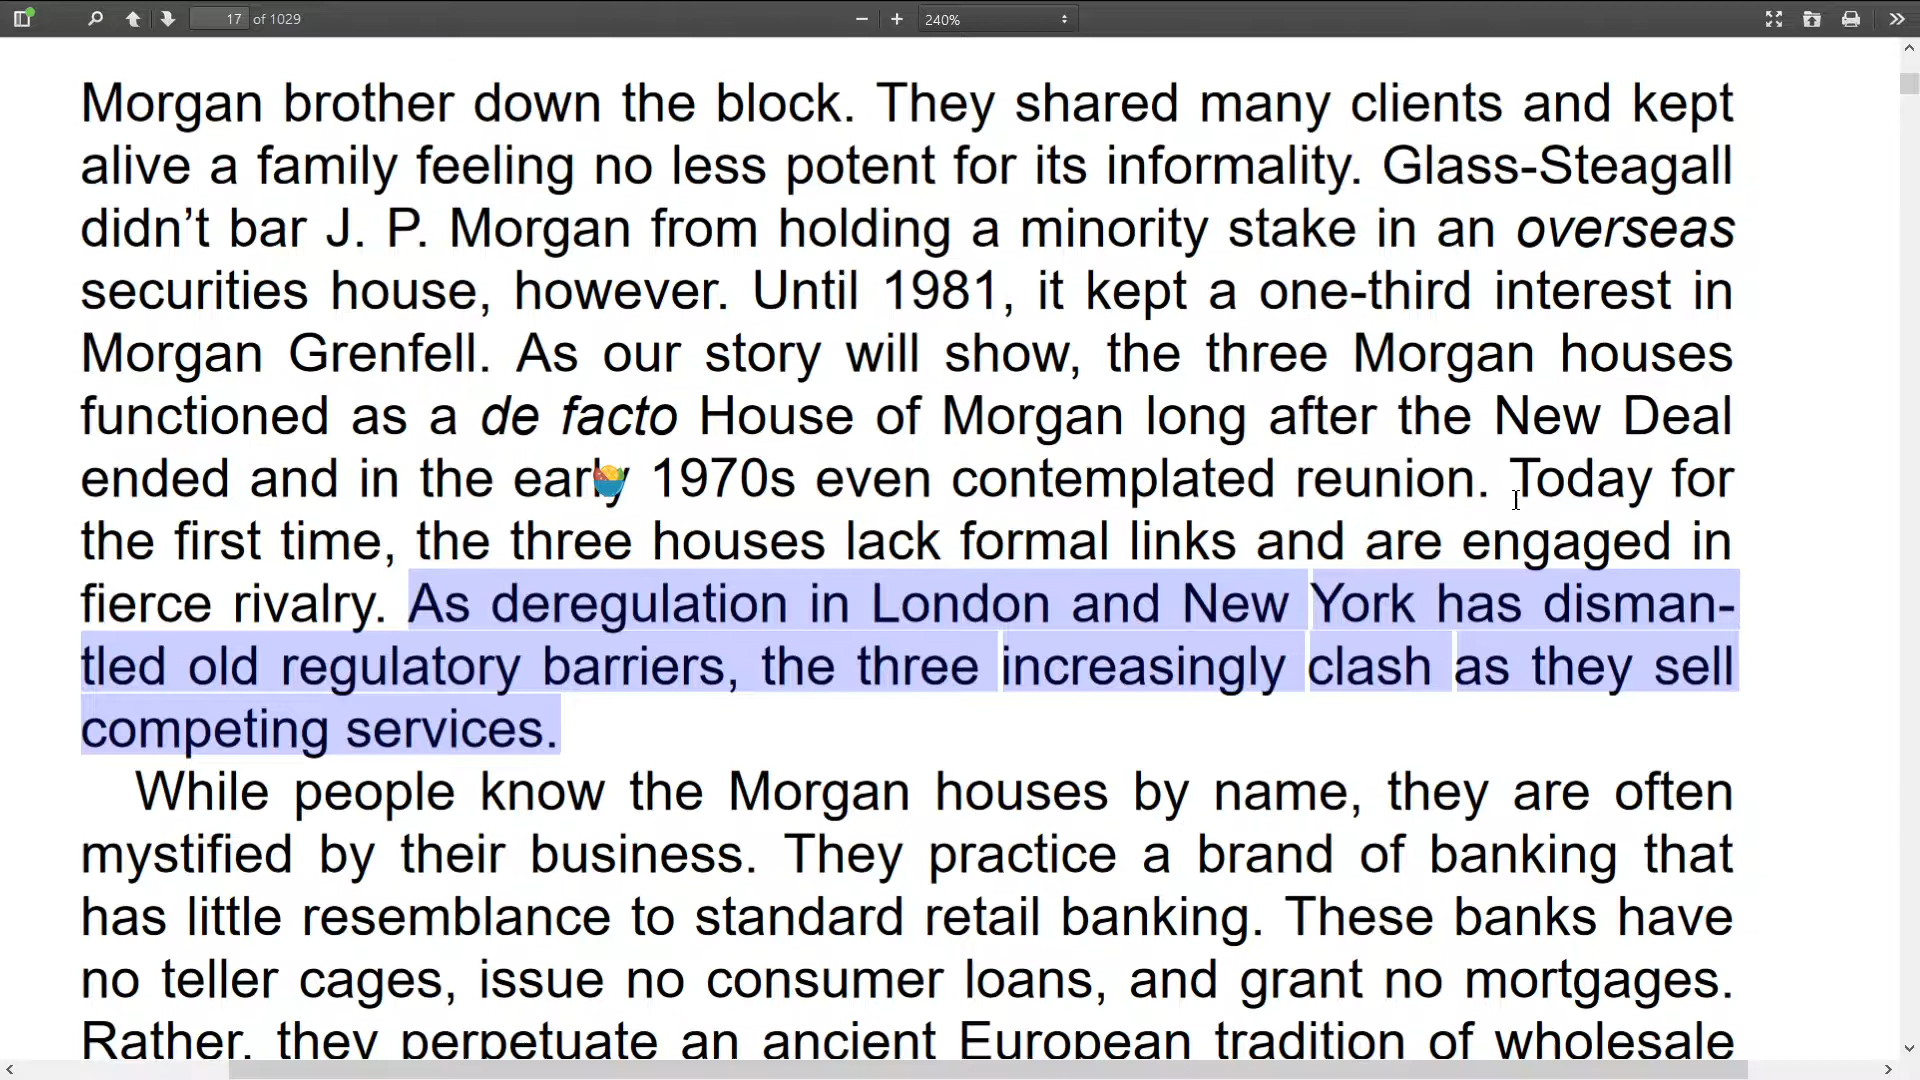 17 of 1029 240%
Morgan brother down the block. They shared many clients and kept
alive a family feeling no less potent for its informality. Glass-Steagall
didn’t bar J. P. Morgan from holding a minority stake in an overseas
securities house, however. Until 1981, it kept a one-third interest in
Morgan Grenfell. As our story will show, the three Morgan houses
functioned as a de facto House of Morgan long after the New Deal
ended and in the early 1970s even contemplated reunion. Today for
the first time, the three houses lack formal links and are engaged in
fierce rivalry. As deregulation in London and New York has disman-
tled old regulatory barriers, the three increasingly clash as they sell
competing services.
While people know the Morgan houses by name, they are often
mystified by their business. They practice a brand of banking that
has little resemblance to standard retail banking. These banks have
no teller cages, issue no consumer loans, and grant no mortgages.
Rather, they perpetuate an ancient European tradition of wholesale